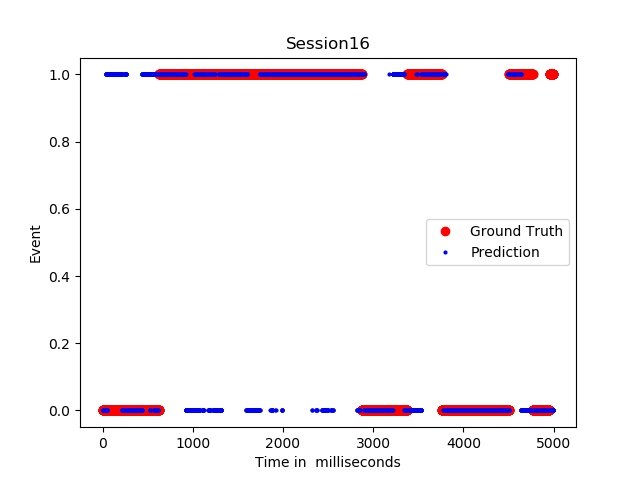 Session16
1.0
0.8
0.6
0.4
0.2
0.0
Event
Ground Truth
Prediction
0 1000 2000 3000 4000 5000
Time in  milliseconds